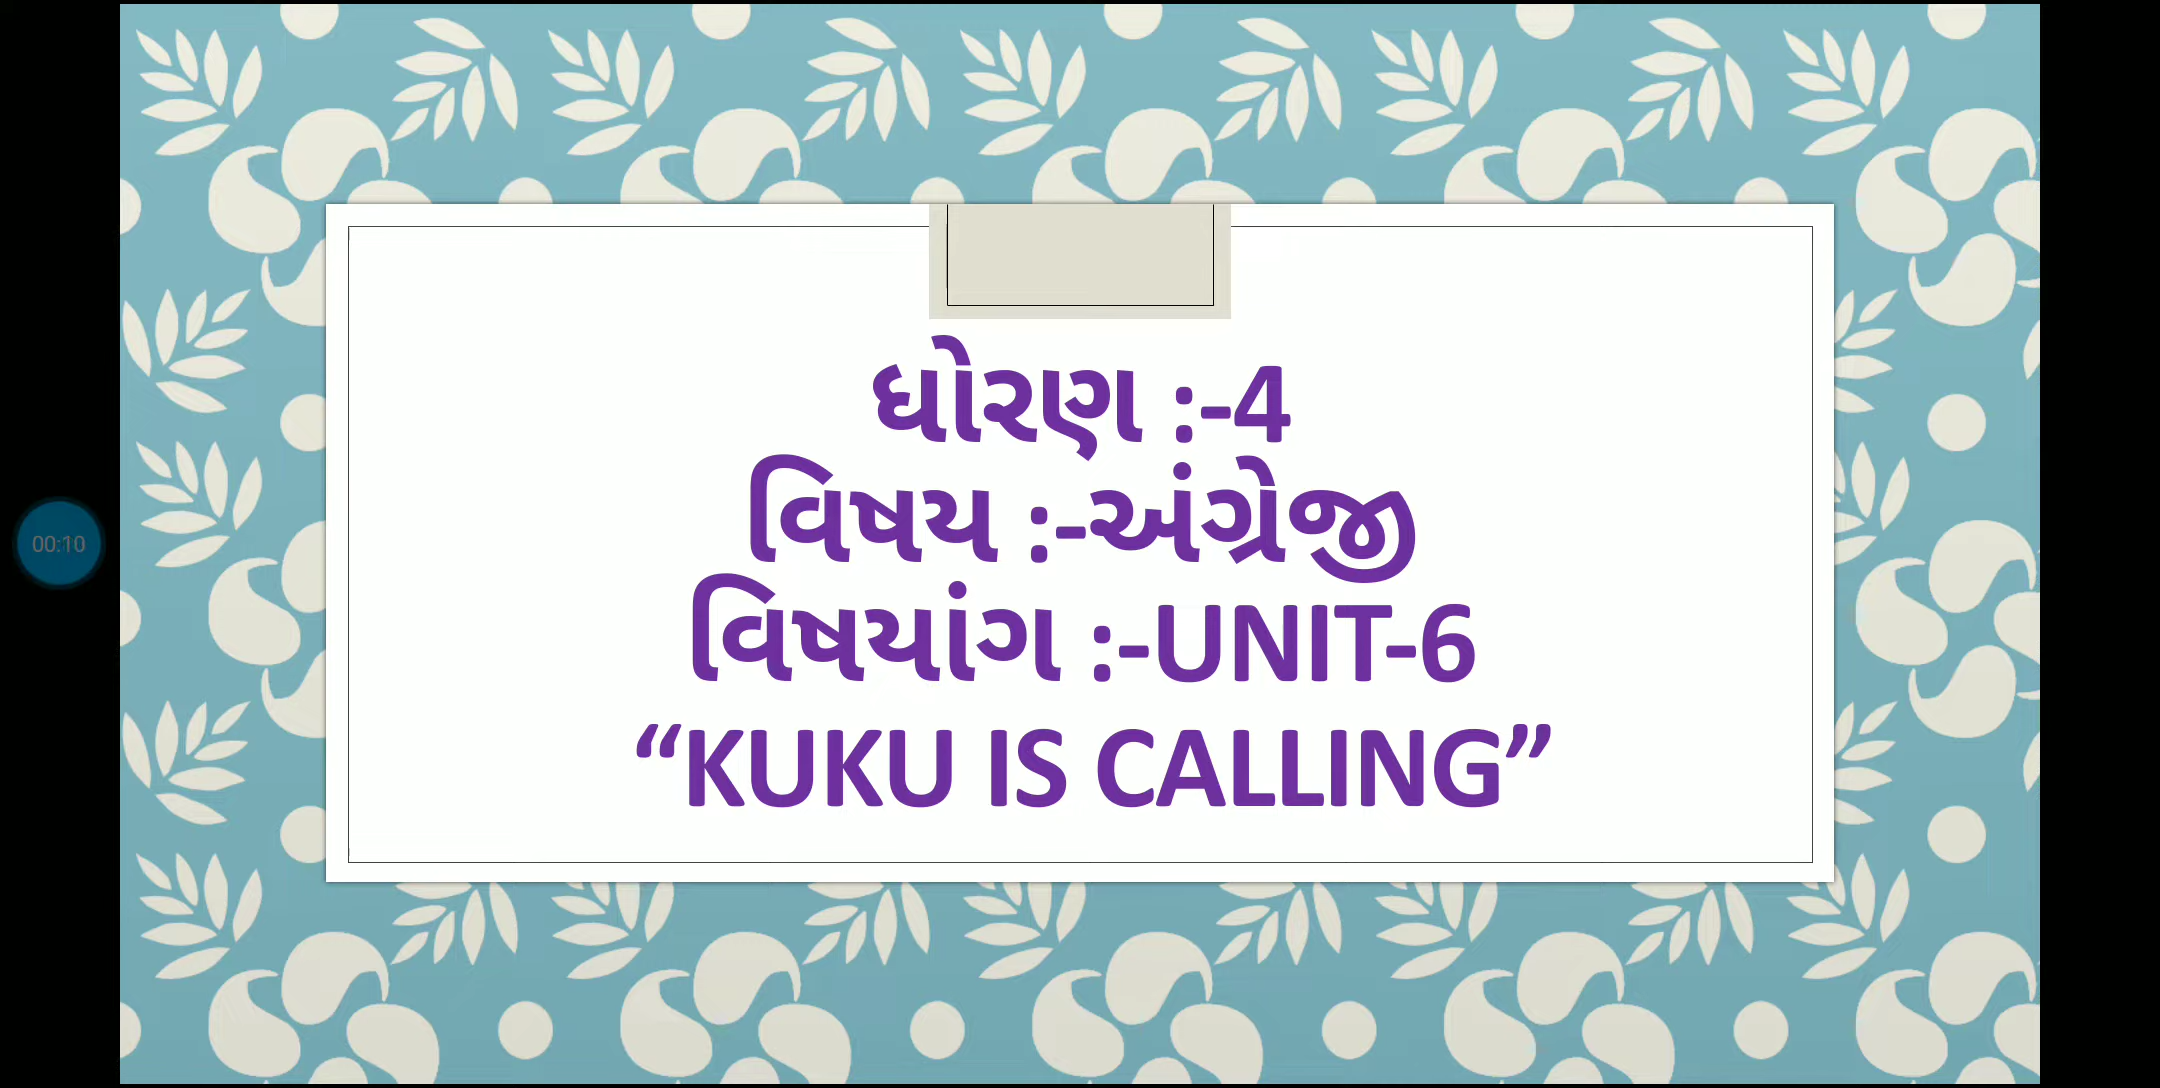 00:10
ધોરણ :-4
વિષય :-અંગ્રેજી
વિષયાંગ :-UNIT-6
“KUKU IS CALLING”